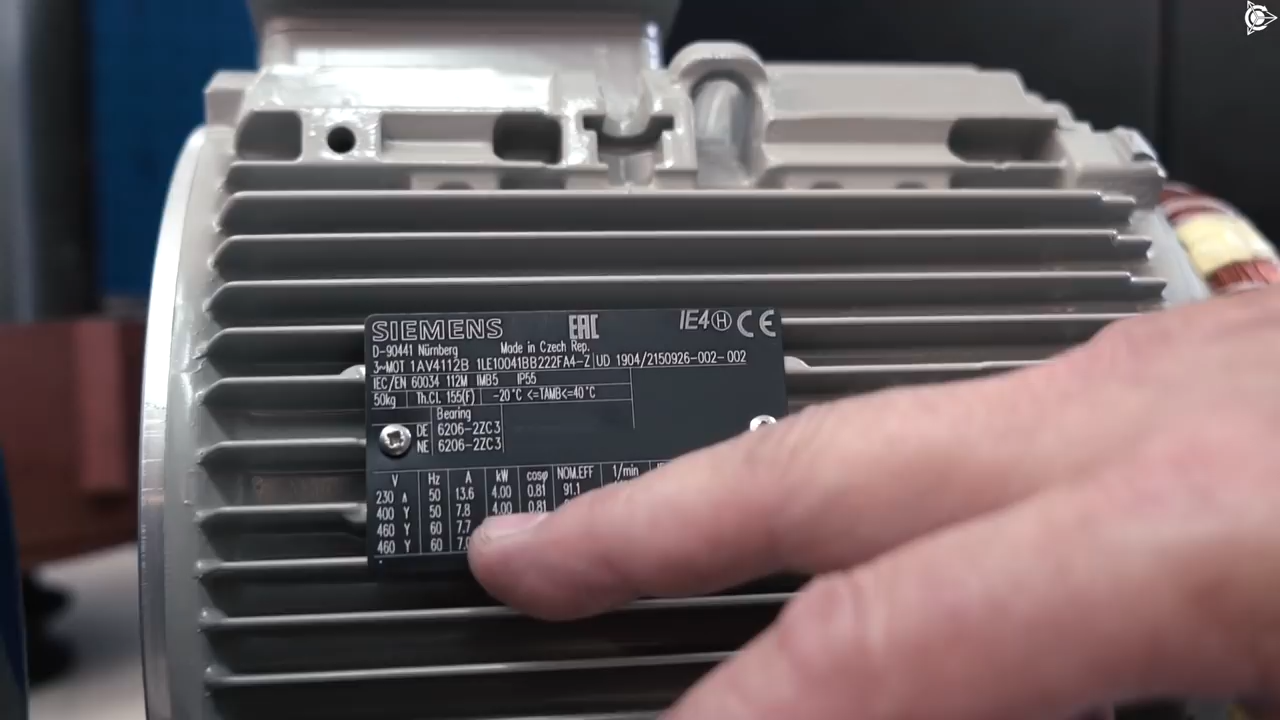 SIEMENS EAC IE4 H CE
D-90441 Nürnberg Made in Czech Rep.
3~MOT 1AV4112B 1LE10041BB222FA4-Z UD 1904/2150926-002-002
IEC/EN 60034 112M IMB5 IP55
50kg Th.Cl. 155(F) -20°C <=TAMB<=40°C
Bearing
DE 6206-2ZC3
NE 6206-2ZC3
V Hz A kW cosφ NOM.EFF 1/min
230 50 13.6 4.00 0.81 91.1
400 Y 50 7.8 4.00 0.81
460 Y 60 7.7
460 Y 60